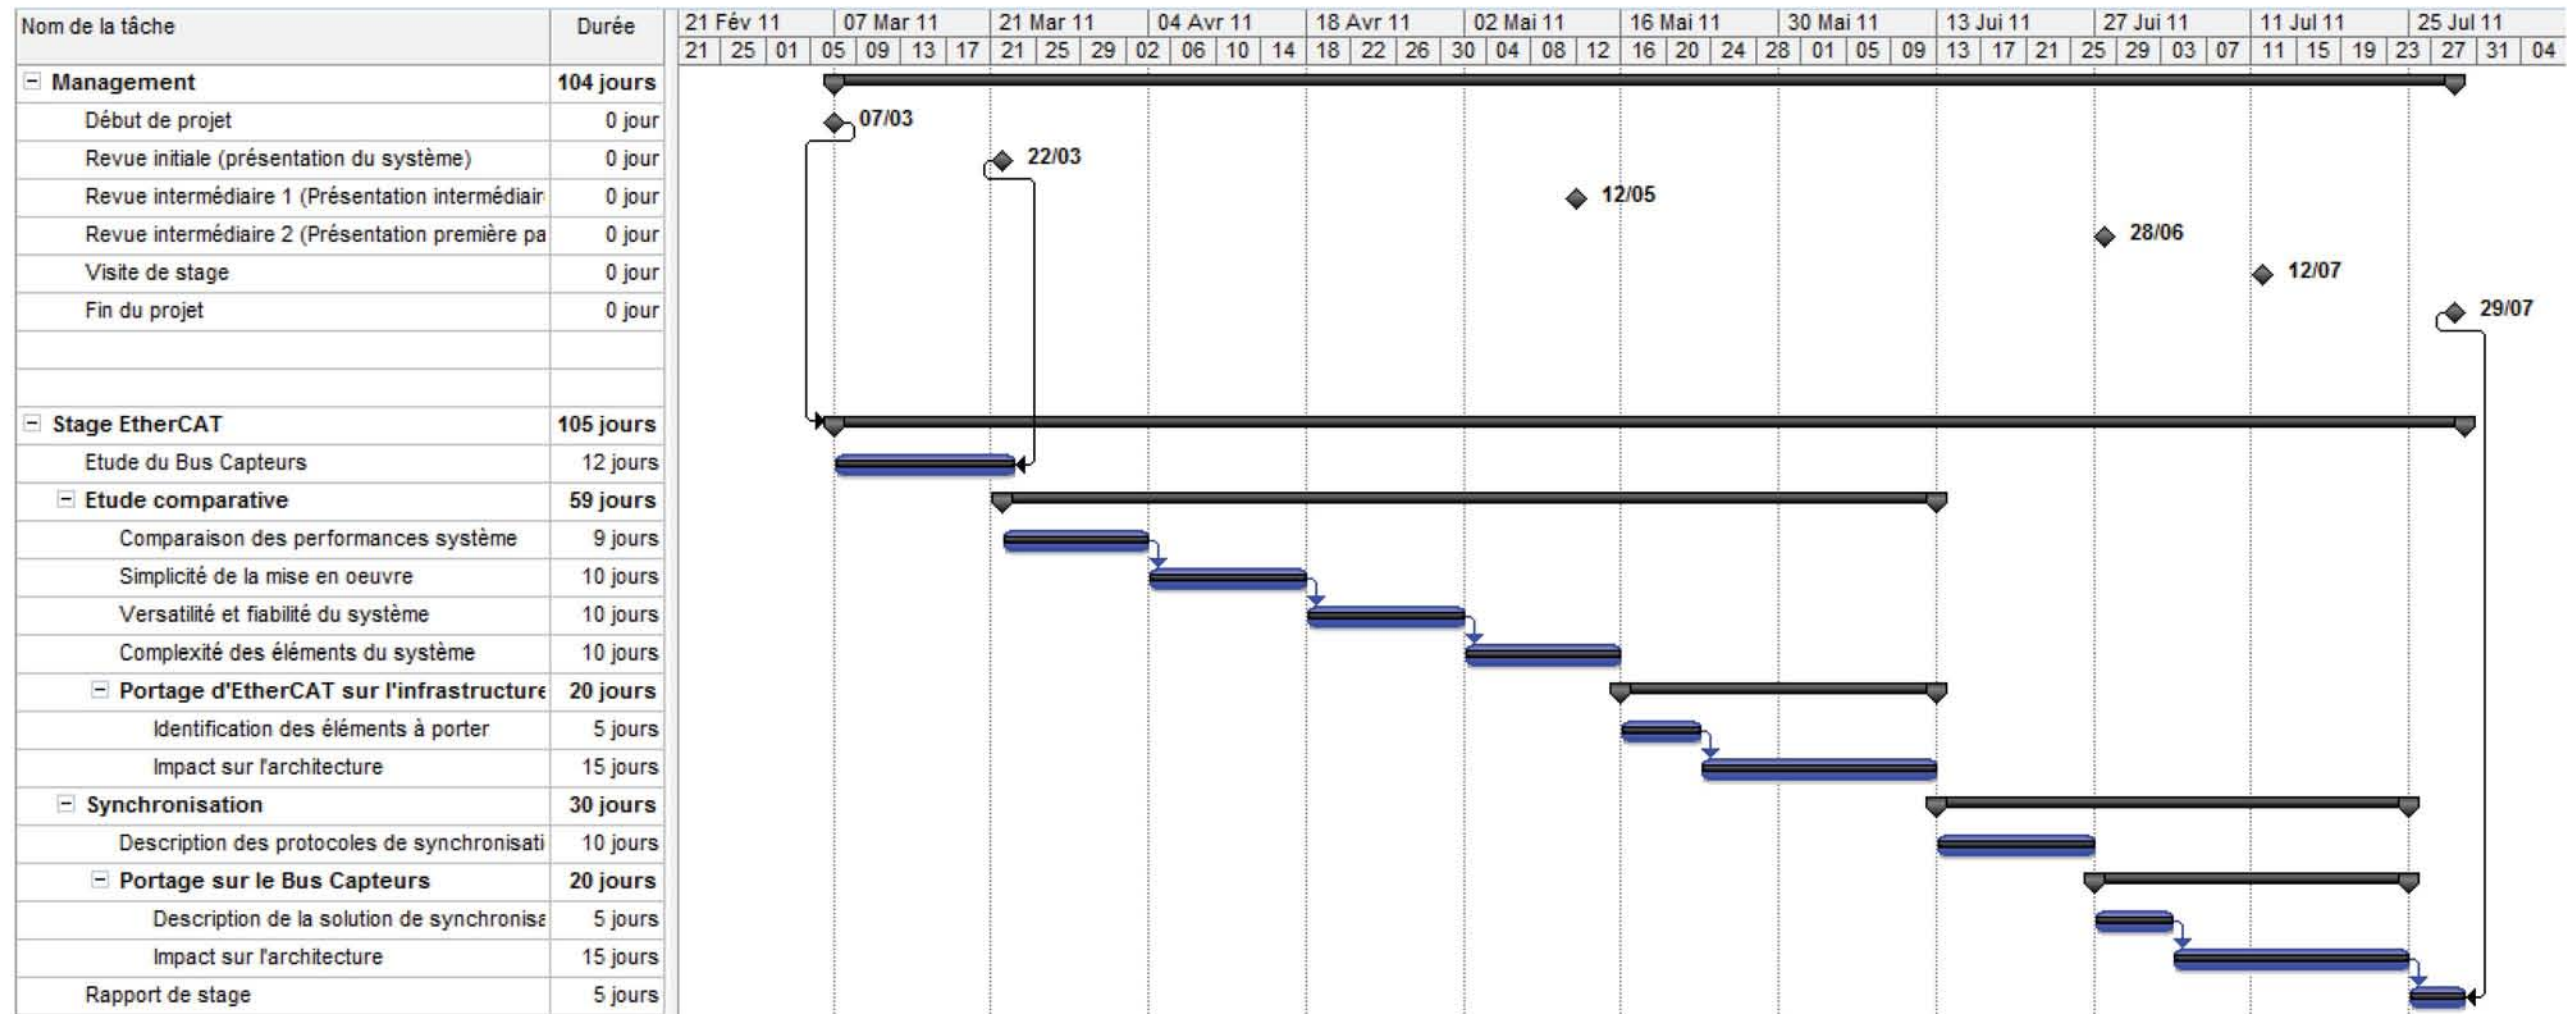 Nom de la tâche Durée 21 Fév 11 07 Mar 11 21 Mar 11 04 Avr 11 18 Avr 11 02 Mai 11 16 Mai 11 30 Mai 11 13 Jui 11 27 Jui 11 11 Jul 11 25 Jul 11
21 25 01 05 09 13 17 21 25 29 02 06 10 14 18 22 26 30 04 08 12 16 20 24 28 01 05 09 13 17 21 25 29 03 07 11 15 19 23 27 31 04
Management 104 jours
Début de projet 0 jour 07/03
Revue initiale (présentation du système) 0 jour 22/03
Revue intermédiaire 1 (Présentation intermédiair 0 jour 12/05
Revue intermédiaire 2 (Présentation première pa 0 jour 28/06
Visite de stage 0 jour 12/07
Fin du projet 0 jour 29/07
Stage EtherCAT 105 jours
Etude du Bus Capteurs 12 jours
Etude comparative 59 jours
Comparaison des performances système 9 jours
Simplicité de la mise en oeuvre 10 jours
Versatilité et fiabilité du système 10 jours
Complexité des éléments du système 10 jours
Portage d'EtherCAT sur l'infrastructure 20 jours
Identification des éléments à porter 5 jours
Impact sur l'architecture 15 jours
Synchronisation 30 jours
Description des protocoles de synchronisati 10 jours
Portage sur le Bus Capteurs 20 jours
Description de la solution de synchronisa 5 jours
Impact sur l'architecture 15 jours
Rapport de stage 5 jours